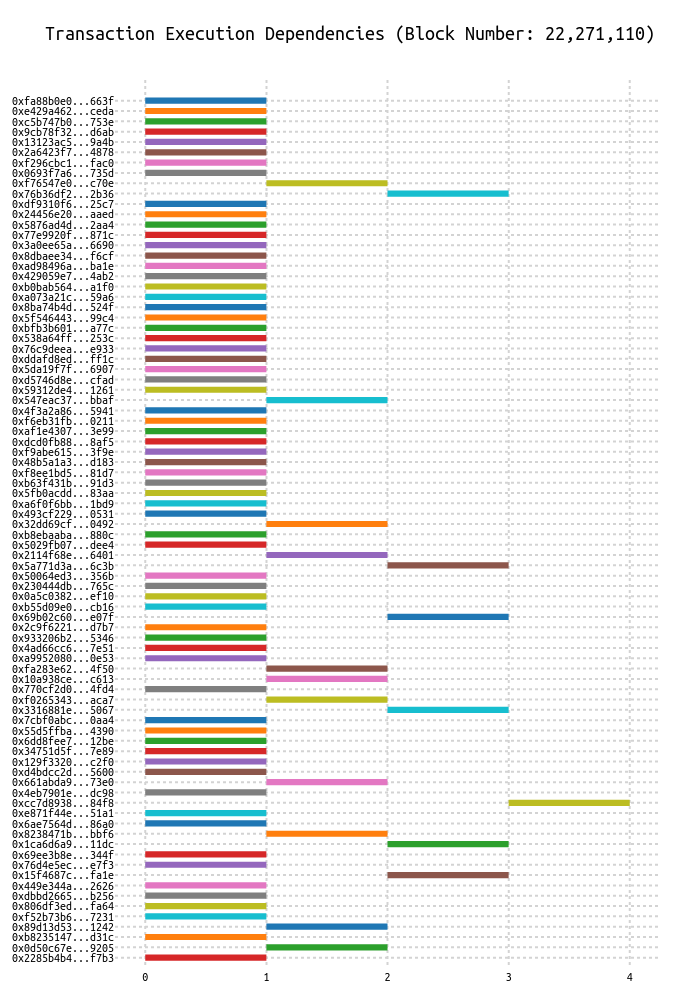 Transaction Execution Dependencies (Block Number: 22,271,110)
0xfa88b0e0...663f
0xe429a462...ceda
0xc5b747b0...753e
0x9cb78f32...d6ab
0x13123ac5...9a4b
0x2a6423f7...4878
0xf296cbc1...fac0
0x0693f7a6...735d
0xf76547e0...c70e
0x76b36df2...2b36
0xdf9310f6...25c7
0x24456e20...aaed
0x5876ad4d...2aa4
0x77e9920f...871c
0x3a0ee65a...6690
0x8dbaee34...f6cf
0xad98496a...ba1e
0x429059e7...4ab2
0xb0bab564...a1f0
0xa073a21c...59a6
0x8ba74b4d...524f
0x5f546443...99c4
0xbfb3b601...a77c
0x538a64ff...253c
0x76c9deea...e933
0xddafd8ed...ff1c
0x5da19f7f...6907
0xd5746d8e...cfad
0x59312de4...1261
0x547eac37...bbaf
0x4f3a2a86...5941
0xf6eb31fb...0211
0xaf1e4307...3e99
0xdcd0fb88...8af5
0xf9abe615...3f9e
0x48b5a1a3...d183
0xf8ee1bd5...81d7
0xb63f431b...91d3
0x5fb0acdd...83aa
0xa6f0f6bb...1bd9
0x493cf229...0531
0x32dd69cf...0492
0xb8ebaaba...880c
0x5029fb07...dee4
0x2114f68e...6401
0x5a771d3a...6c3b
0x50064ed3...356b
0x230444db...765c
0x0a5c0382...ef10
0xb55d09e0...cb16
0x69b02c60...e07f
0x2c9f6221...d7b7
0x933206b2...5346
0x4ad66cc6...7e51
0xa9952080...0e53
0xfa283e62...4f50
0x10a938ce...c613
0x770cf2d0...4fd4
0xf0265343...aca7
0x3316881e...5067
0x7cbf0abc...0aa4
0x55d5ffba...4390
0x6dd8fee7...12be
0x34751d5f...7e89
0x129f3320...c2f0
0xd4bdcc2d...5600
0x661abda9...73e0
0x4eb7901e...dc98
0xcc7d8938...84f8
0xe871f44e...51a1
0x6ae7564d...86a0
0x8238471b...bbf6
0x1ca6d6a9...11dc
0x69ee3b8e...344f
0x76d4e5ec...e7f3
0x15f4687c...fa1e
0x449e344a...2626
0xdbbd2665...b256
0x806df3ed...fa64
0xf52b73b6...7231
0x89d13d53...1242
0xb8235147...d31c
0x0d50c67e...9205
0x2285b4b4...f7b3
0 1 2 3 4